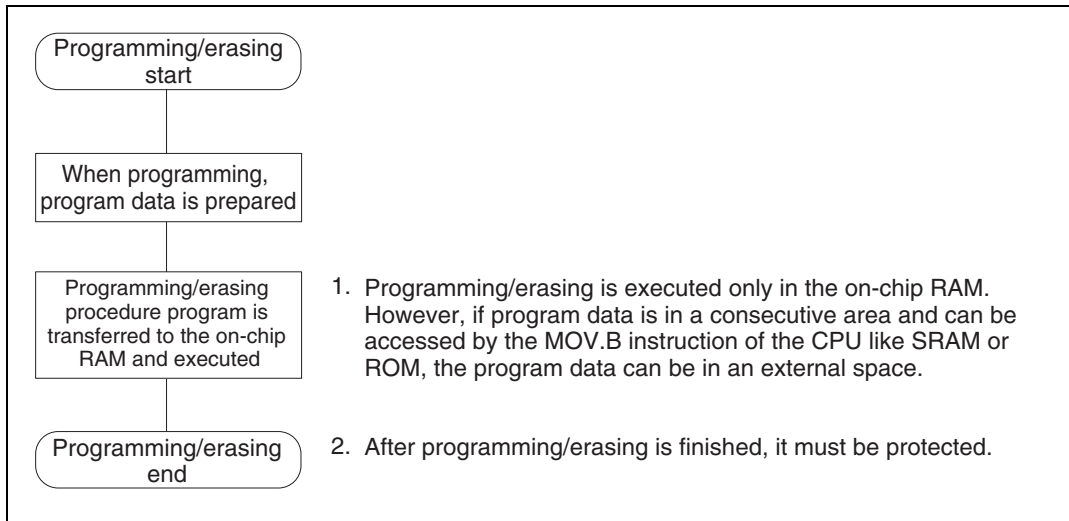 Programming/erasing
start
When programming,
program data is prepared
Programming/erasing
procedure program is
transferred to the on-chip
RAM and executed
1. Programming/erasing is executed only in the on-chip RAM.
However, if program data is in a consecutive area and can be
accessed by the MOV.B instruction of the CPU like SRAM or
ROM, the program data can be in an external space.
Programming/erasing
end
2. After programming/erasing is finished, it must be protected.